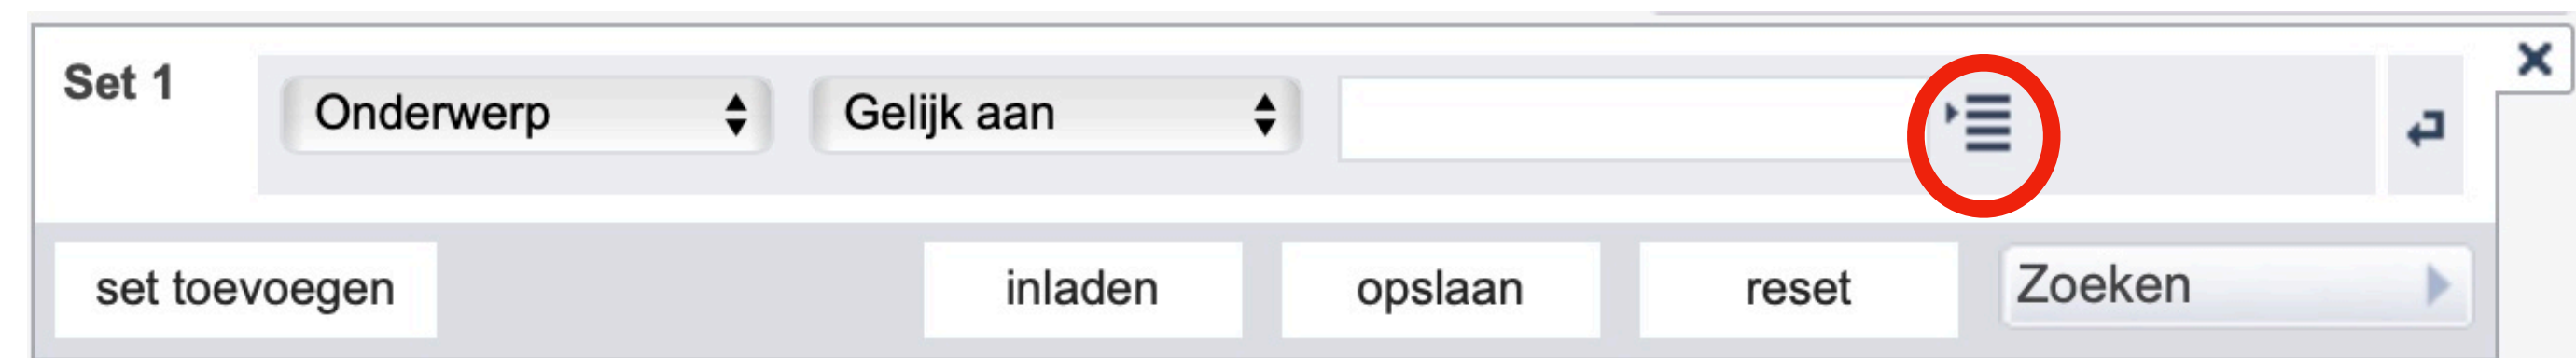 Set 1 Onderwerp Gelijk aan
set toevoegen inladen opslaan reset Zoeken